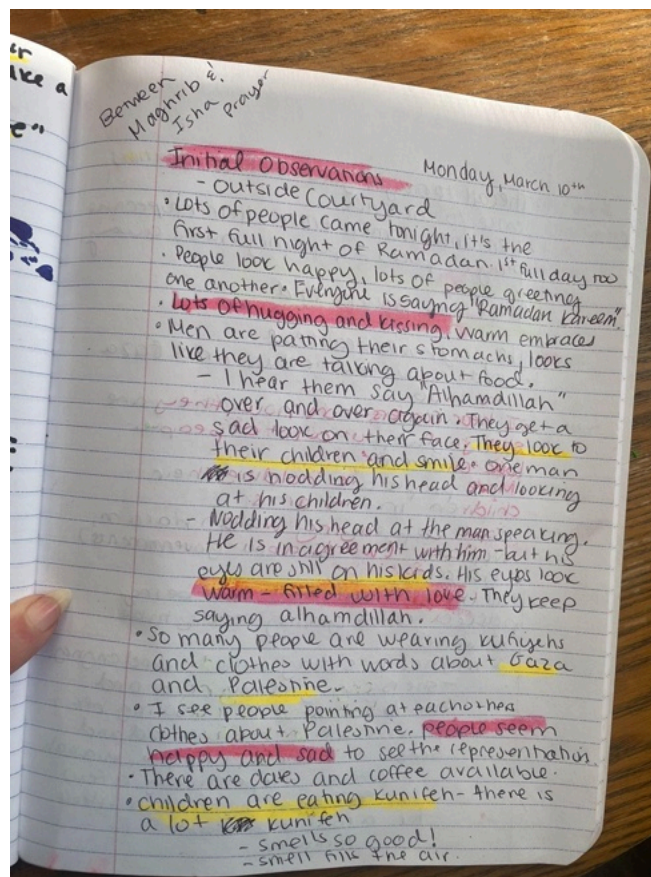 er
ike a
e"
Between
Maghrib &
Isha prayer
Initial Observations Monday, March 10th
- outside courtyard
• Lots of people came tonight, it's the
first full night of Ramadan. 1st full day too
• People look happy, lots of people greeting
one another. Everyone is saying "Ramadan Kareem".
• Lots of hugging and kissing. Warm embraces
• Men are patting their stomachs, looks
like they are talking about food.
- I hear them say "Alhamdillah"
over and over again. They get a
sad look on their face. They look to
their children and smile. One man
is nodding his head and looking
at his children.
- Nodding his head at the man speaking.
He is in agreement with him - but his
eyes are still on his kids. His eyes look
warm - filled with love. They keep
saying alhamdillah.
• So many people are wearing kufiyehs
and clothes with words about Gaza
and Palestine.
• I see people pointing at eachothers
clothes about Palestine. people seem
happy and sad to see the representation.
• There are dates and coffee available.
• children are eating kunifeh - there is
a lot kunifeh
- smells so good!
- smell fills the air.